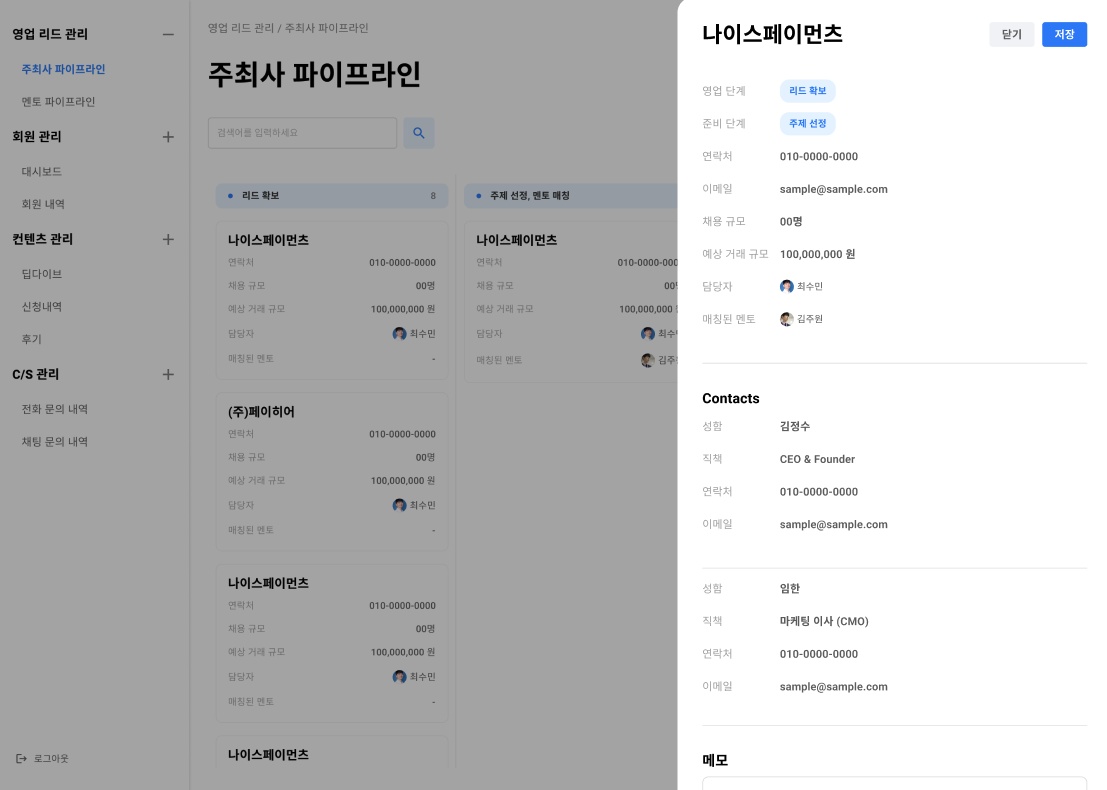 영업 리드 관리
주최사 파이프라인
멘토 파이프라인
회원 관리
대시보드
회원 내역
컨텐츠 관리
딥다이브
신청내역
후기
C/S 관리
전화 문의 내역
채팅 문의 내역
로그아웃
영업 리드 관리 / 주최사 파이프라인
주최사 파이프라인
검색어를 입력하세요
리드 확보 8
나이스페이먼츠
연락처 010-0000-0000
채용 규모 00명
예상 거래 규모 100,000,000 원
담당자 최수민
매칭된 멘토 -
(주)페이히어
연락처 010-0000-0000
채용 규모 00명
예상 거래 규모 100,000,000 원
담당자 최수민
매칭된 멘토 -
나이스페이먼츠
연락처 010-0000-0000
채용 규모 00명
예상 거래 규모 100,000,000 원
담당자 최수민
매칭된 멘토 -
나이스페이먼츠
주제 선정, 멘토 매칭
나이스페이먼츠
연락처 010-0000-000
채용 규모 00
예상 거래 규모 100,000,000
담당자 최수
매칭된 멘토 김주
나이스페이먼츠
닫기
저장
영업 단계 리드 확보
준비 단계 주제 선정
연락처 010-0000-0000
이메일 sample@sample.com
채용 규모 00명
예상 거래 규모 100,000,000 원
담당자 최수민
매칭된 멘토 김주원
Contacts
성함 김정수
직책 CEO & Founder
연락처 010-0000-0000
이메일 sample@sample.com
성함 임한
직책 마케팅 이사 (CMO)
연락처 010-0000-0000
이메일 sample@sample.com
메모